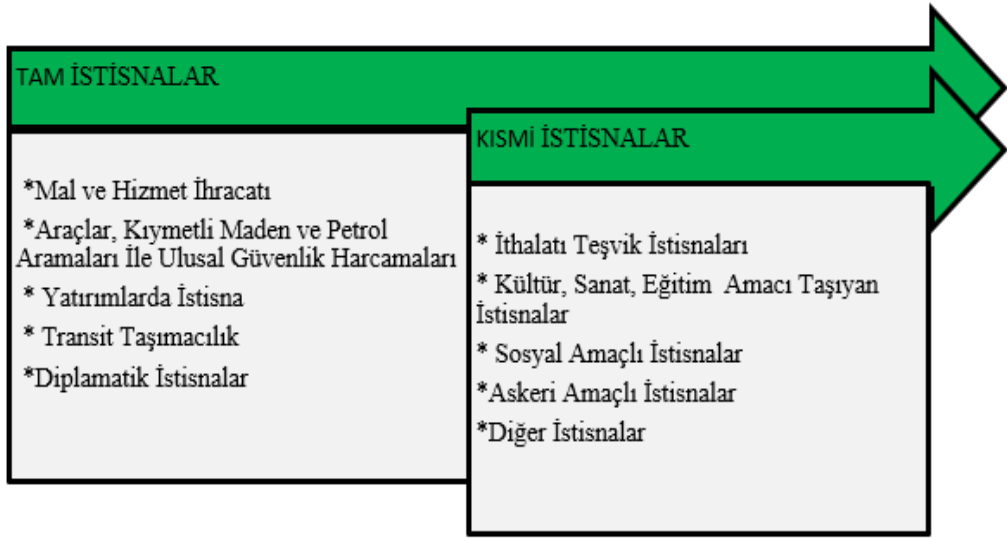 TAM İSTİSNALAR
*Mal ve Hizmet İhracatı
*Araçlar, Kıymetli Maden ve Petrol
Aramaları İle Ulusal Güvenlik Harcamaları
* Yatırımlarda İstisna
* Transit Taşımacılık
*Diplamatik İstisnalar
KISMİ İSTİSNALAR
* İthalatı Teşvik İstisnaları
* Kültür, Sanat, Eğitim Amacı Taşıyan
İstisnalar
* Sosyal Amaçlı İstisnalar
*Askeri Amaçlı İstisnalar
*Diğer İstisnalar